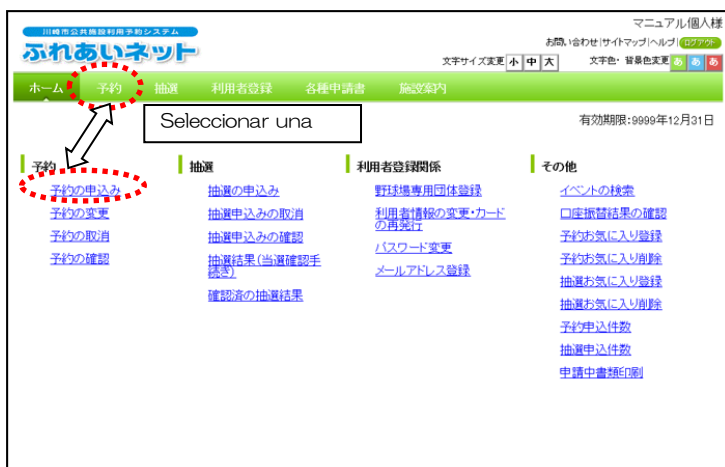 マニュアル個人様
川崎市公共施設利用予約システム
ふれあいネット
お問い合わせ|サイトマップ|ヘルプ|ログアウト
文字サイズ変更 小 中 大 文字色・背景色変更 あ あ あ
ホーム 予約 抽選 利用者登録 各種申請書 施設案内
Seleccionar una
有効期限:9999年12月31日
予約
予約の申込み
予約の変更
予約の取消
予約の確認
抽選
抽選の申込み
抽選申込みの取消
抽選申込みの確認
抽選結果(当選確認手
続き)
確認済の抽選結果
利用者登録関係
野球場専用団体登録
利用者情報の変更・カード
の再発行
パスワード変更
メールアドレス登録
その他
イベントの検索
口座振替結果の確認
予約お気に入り登録
予約お気に入り削除
抽選お気に入り登録
抽選お気に入り削除
予約申込件数
抽選申込件数
申請中書類印刷